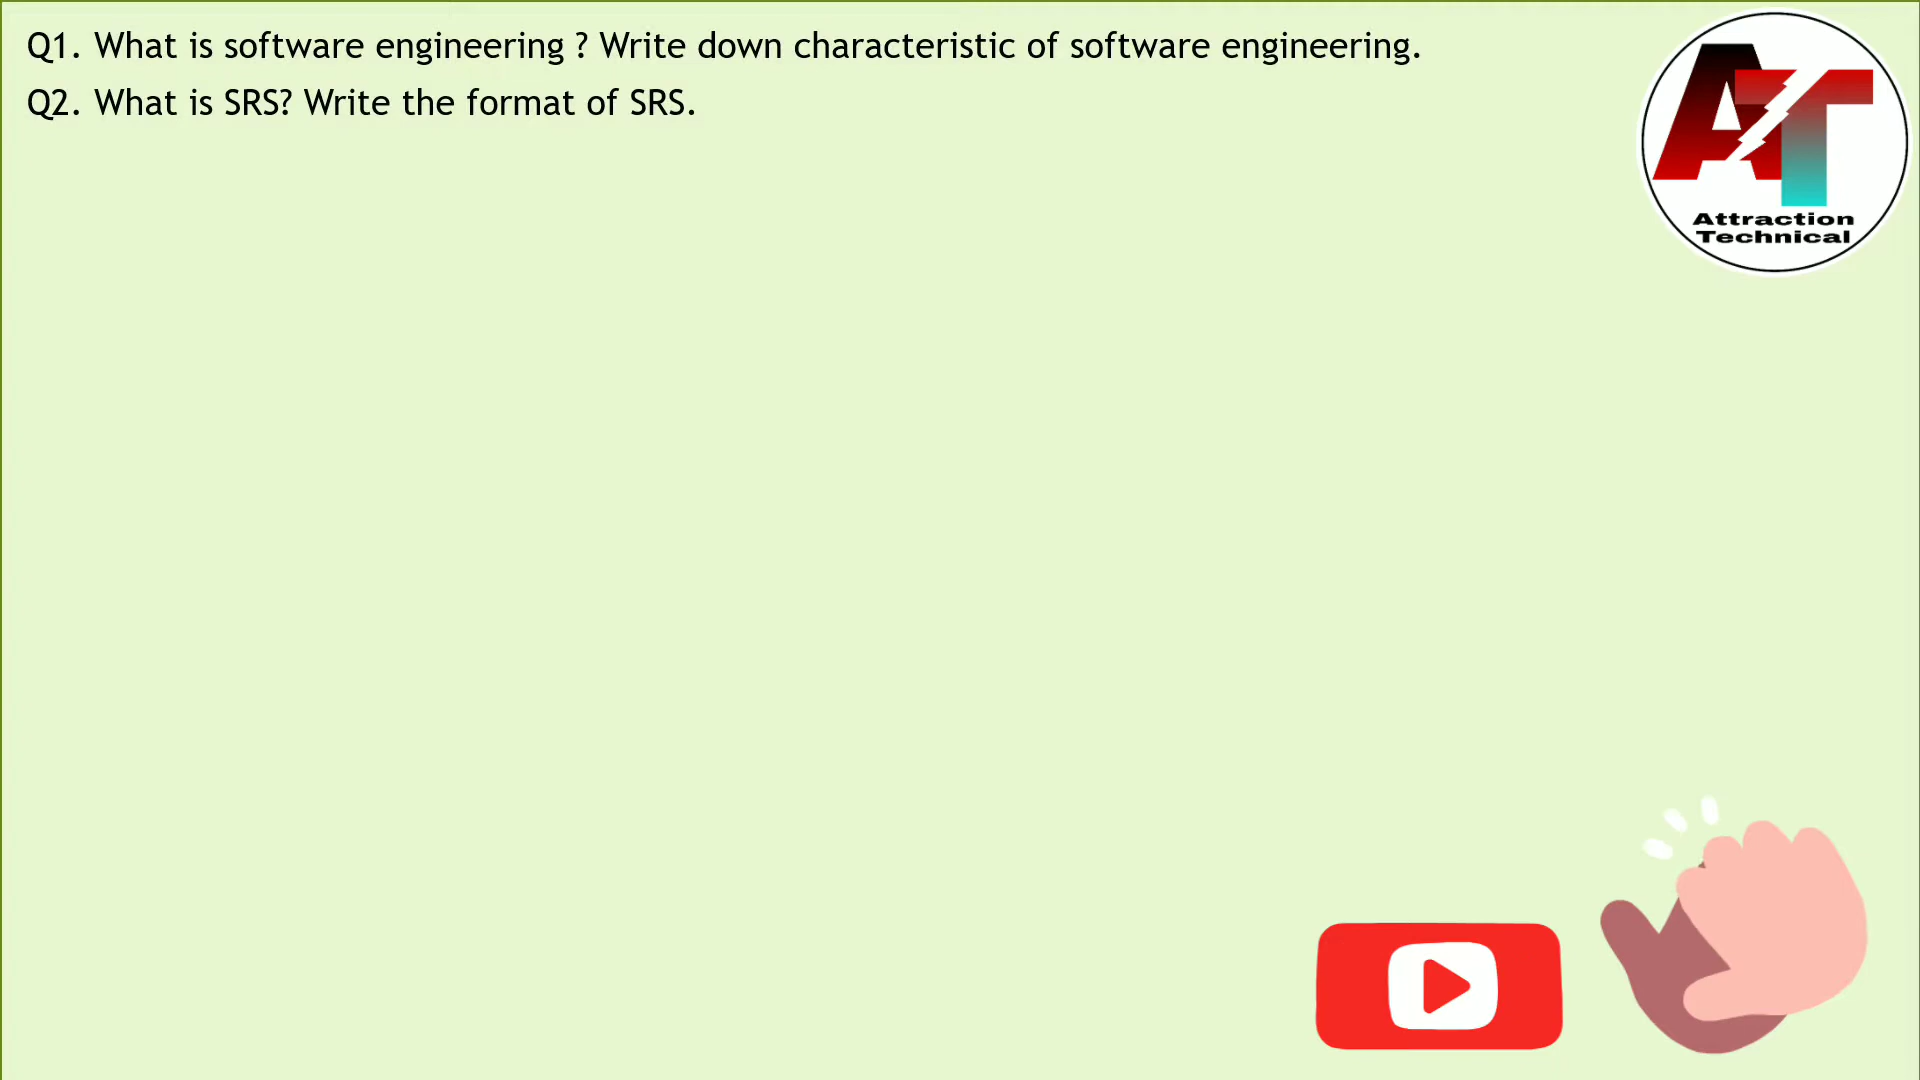 Q1. What is software engineering ? Write down characteristic of software engineering.
Q2. What is SRS? Write the format of SRS.
AT
Attraction
Technical